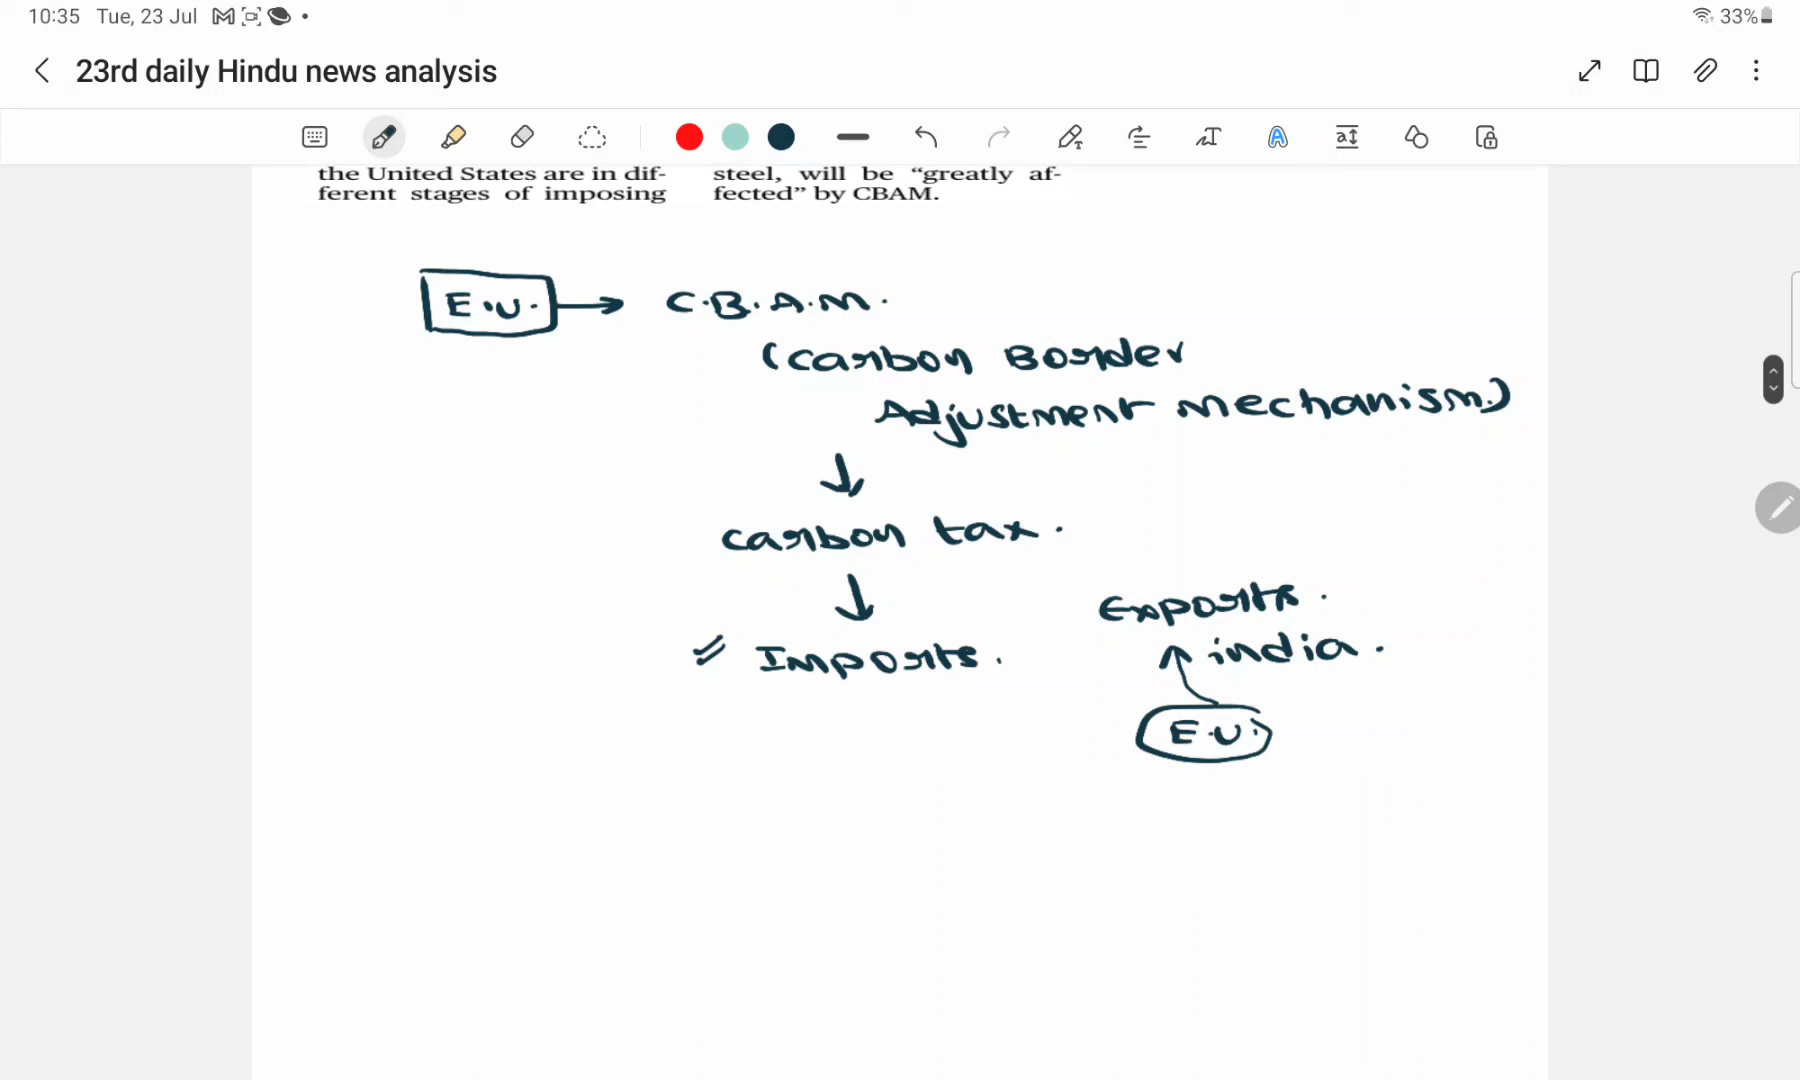 10:35 Tue, 23 Jul
33%
23rd daily Hindu news analysis
the United States are in dif-
ferent stages of imposing
steel, will be “greatly af-
fected” by CBAM.
E.U. → C.B.A.M.
(carbon Border
Adjustment mechanism.)
↓
carbon tax.
↓
Imports.
Exports.
india.
E.U.